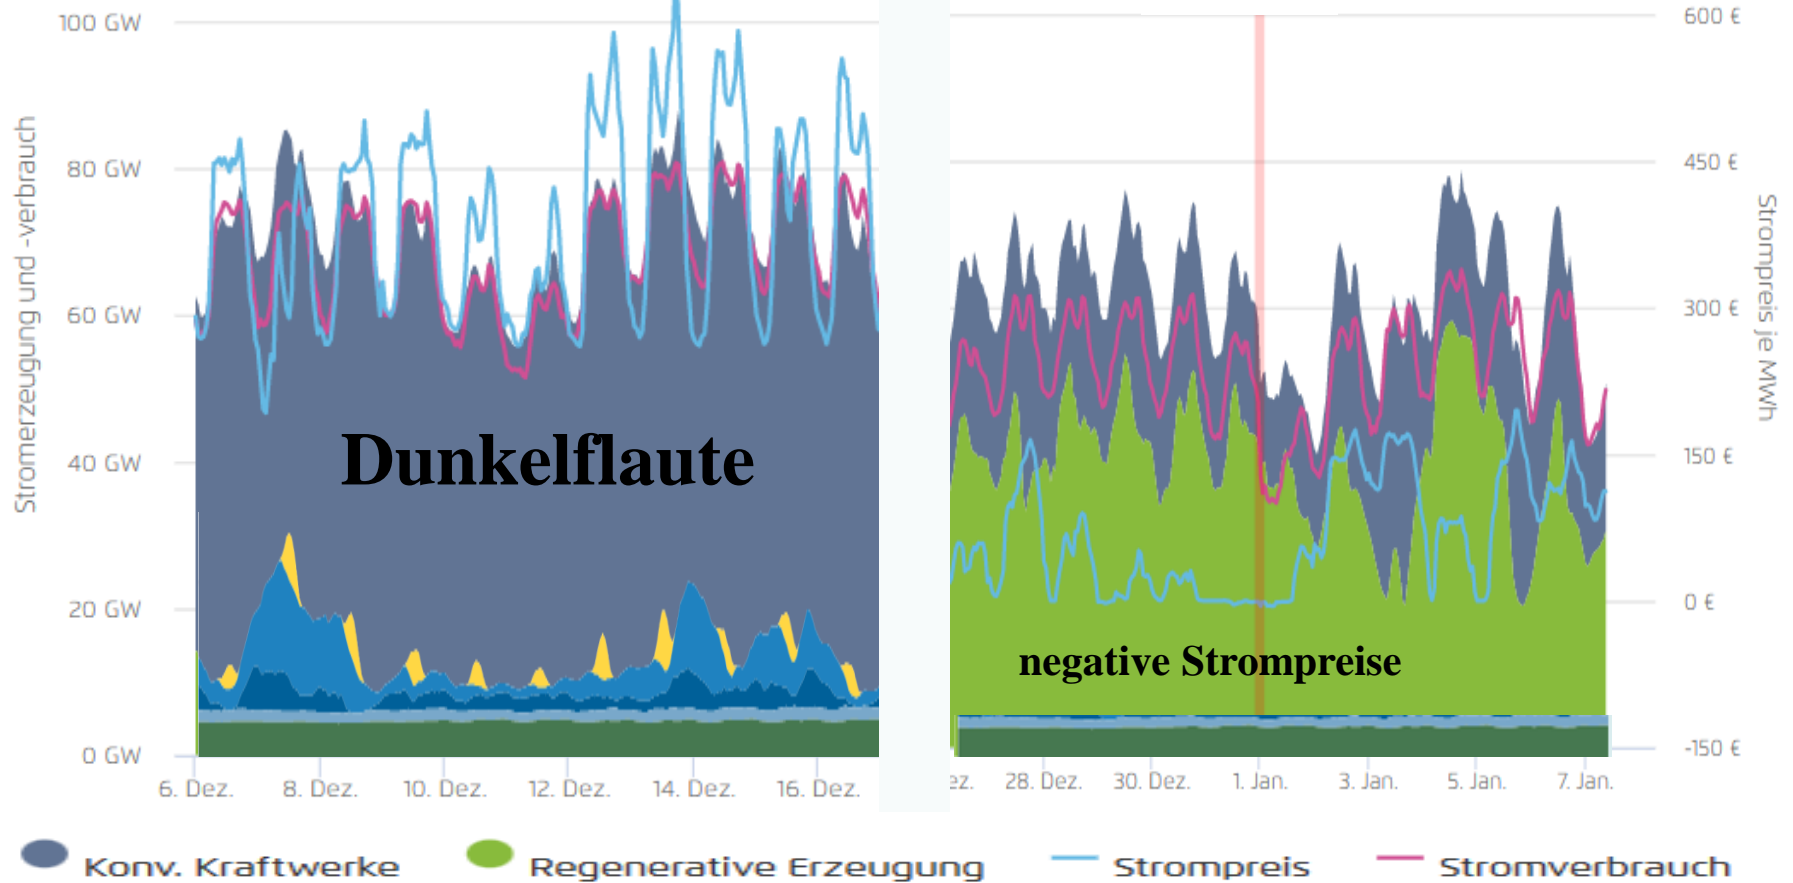 100 GW
80 GW
60 GW
40 GW
20 GW
0 GW
Stromerzeugung und -verbrauch
Dunkelflaute
6. Dez.
8. Dez.
10. Dez.
12. Dez.
14. Dez.
16. Dez.
600 €
450 €
300 €
150 €
0 €
-150 €
Strompreis je MWh
negative Strompreise
ez.
28. Dez.
30. Dez.
1. Jan.
3. Jan.
5. Jan.
7. Jan.
Konv. Kraftwerke
Regenerative Erzeugung
Strompreis
Stromverbrauch